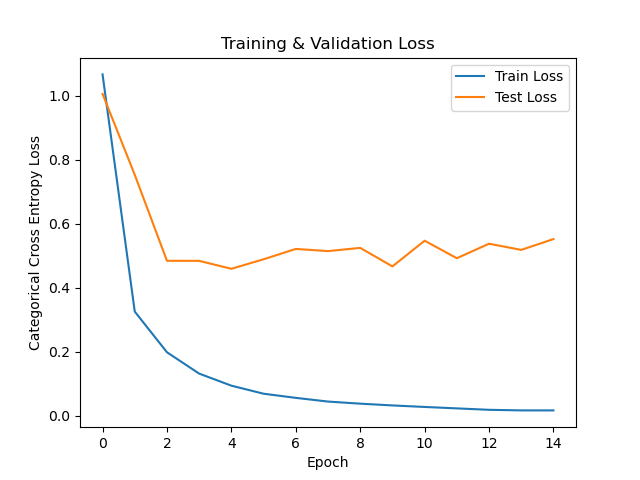 Training & Validation Loss
Train Loss
Test Loss
Categorical Cross Entropy Loss
1.0
0.8
0.6
0.4
0.2
0.0
0 2 4 6 8 10 12 14
Epoch